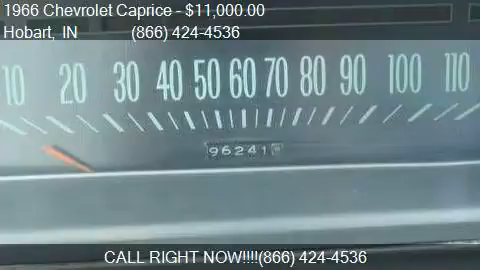 1966 Chevrolet Caprice - $11,000.00
Hobart, IN (866) 424-4536
10 20 30 40 50 60 70 80 90 100 110
96241
CALL RIGHT NOW!!!!(866) 424-4536